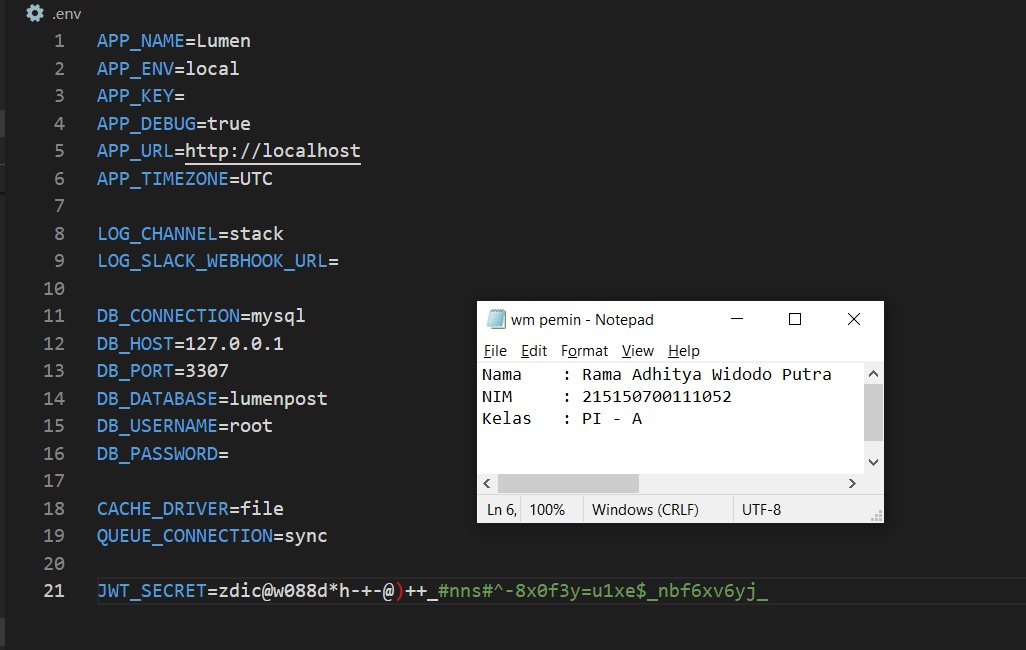 .env
1 APP_NAME=Lumen
2 APP_ENV=local
3 APP_KEY=
4 APP_DEBUG=true
5 APP_URL=http://localhost
6 APP_TIMEZONE=UTC
7
8 LOG_CHANNEL=stack
9 LOG_SLACK_WEBHOOK_URL=
10
11 DB_CONNECTION=mysql
12 DB_HOST=127.0.0.1
13 DB_PORT=3307
14 DB_DATABASE=lumenpost
15 DB_USERNAME=root
16 DB_PASSWORD=
17
18 CACHE_DRIVER=file
19 QUEUE_CONNECTION=sync
20
21 JWT_SECRET=zdic@w088d*h-+-@)++_#nns#^-8x0f3y=u1xe$_nbf6xv6yj_
wm pemin - Notepad
File Edit Format View Help
Nama : Rama Adhitya Widodo Putra
NIM : 215150700111052
Kelas : PI - A
Ln 6, 100% Windows (CRLF) UTF-8